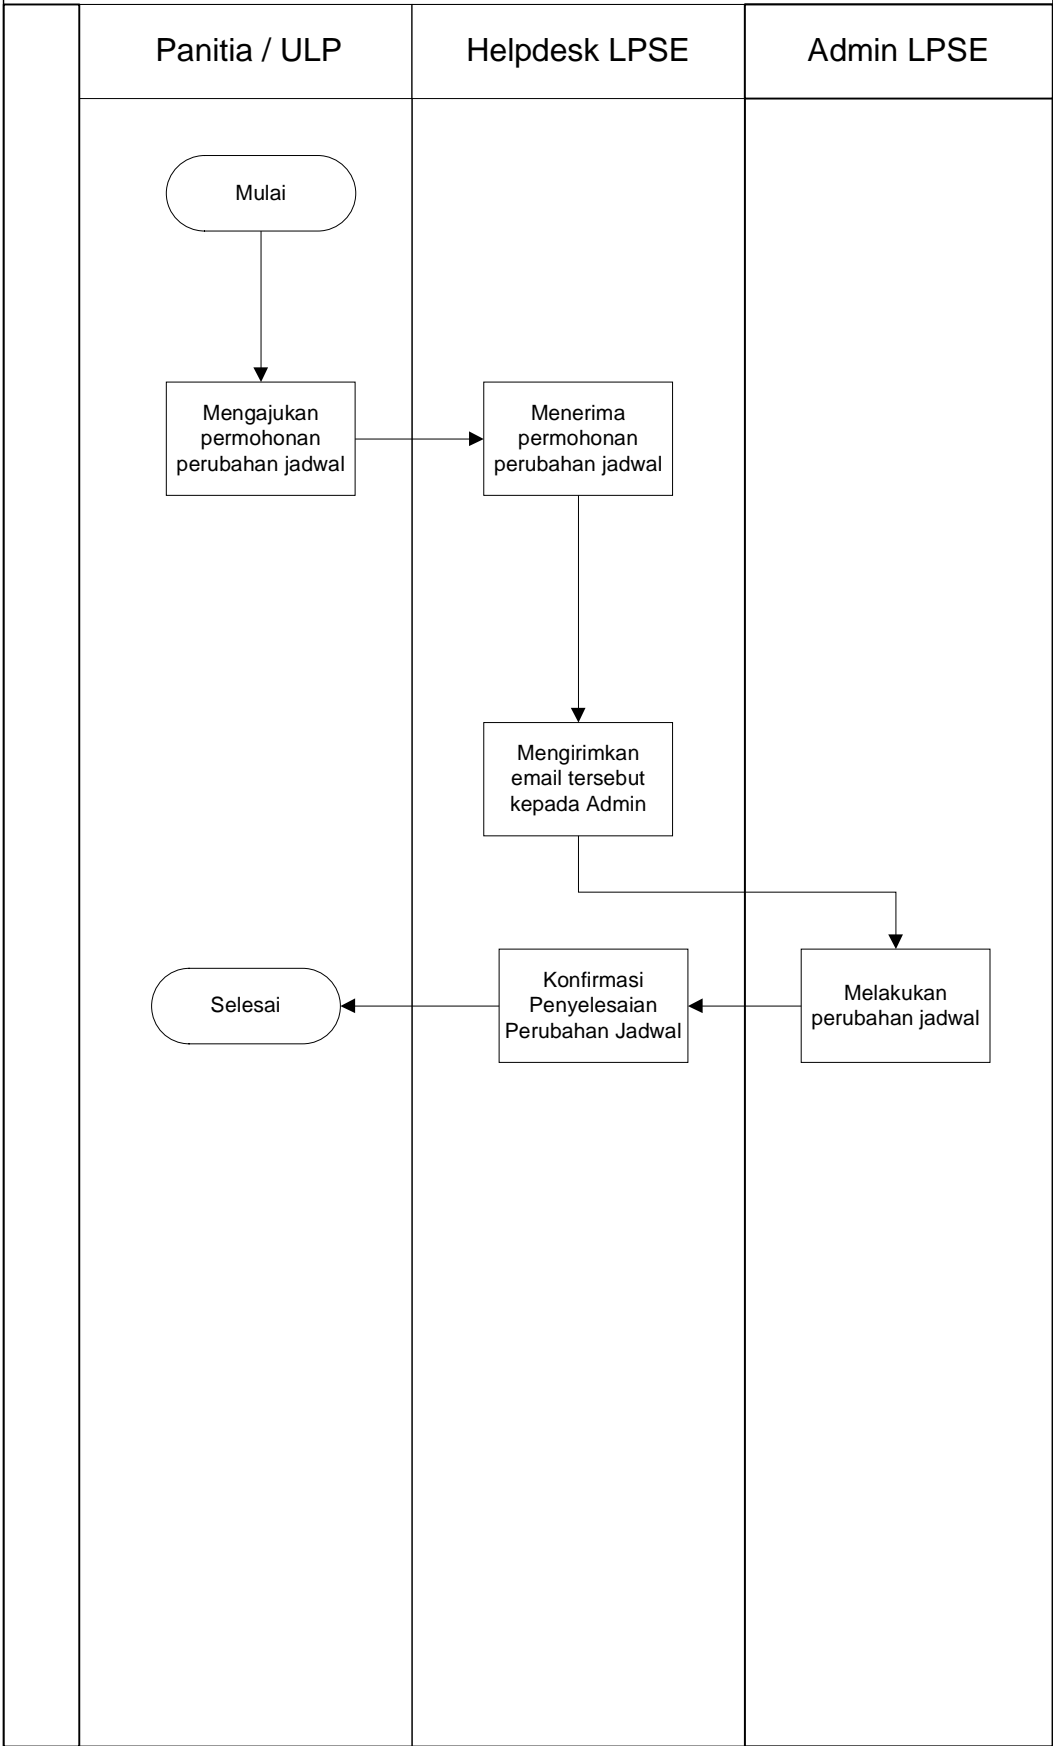 Panitia / ULP
Helpdesk LPSE
Admin LPSE
Mulai
Mengajukan
permohonan
perubahan jadwal
Menerima
permohonan
perubahan jadwal
Mengirimkan
email tersebut
kepada Admin
Melakukan
perubahan jadwal
Konfirmasi
Penyelesaian
Perubahan Jadwal
Selesai